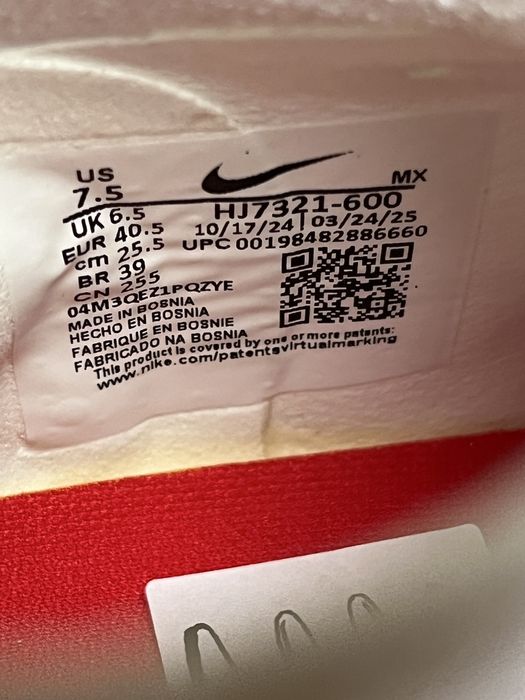 US
7.5
MX
UK 6.5
HJ7321-600
EUR 40.5
10/17/24 | 03/24/25
cm 25.5
UPC 00198482886660
BR 39
CN 255
04M3QEZ1PQZYE
MADE IN BOSNIA
HECHO EN BOSNIA
FABRIQUE EN BOSNIE
FABRICADO NA BOSNIA
This product is covered by one or more patents:
www.nike.com/patentsvirtualmarking